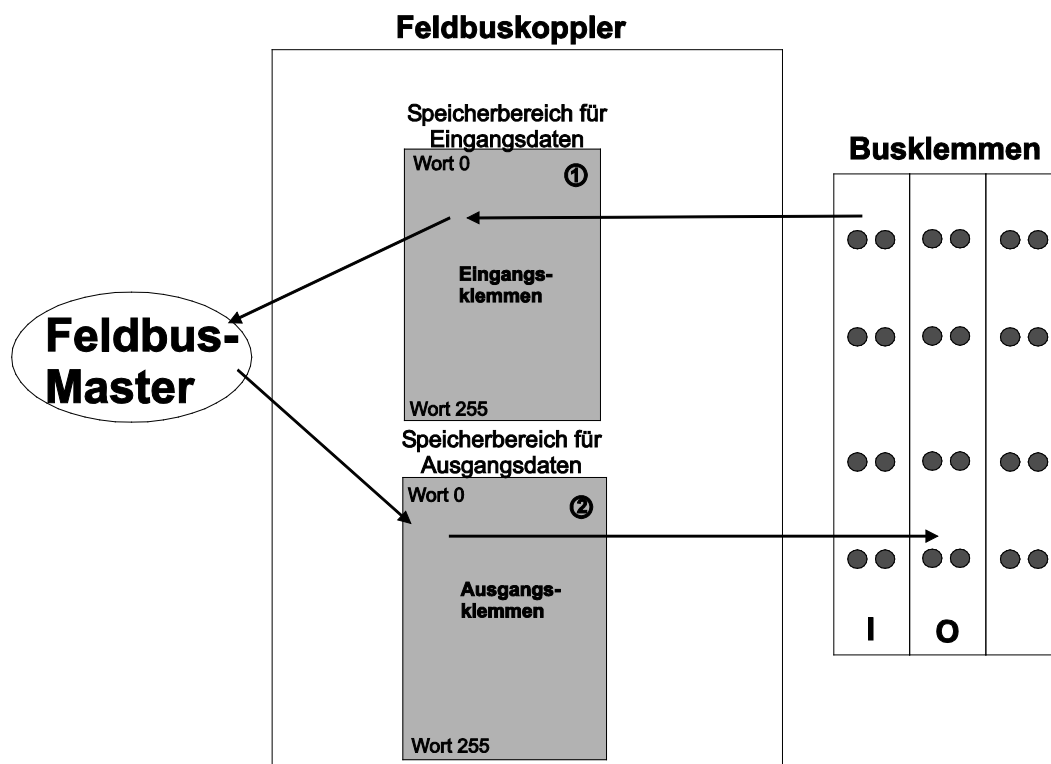 Feldbuskoppler
Speicherbereich für
Eingangsdaten
Wort 0
①
Eingangs-
klemmen
Wort 255
Speicherbereich für
Ausgangsdaten
Wort 0
②
Ausgangs-
klemmen
Wort 255
Feldbus-
Master
Busklemmen
I
O